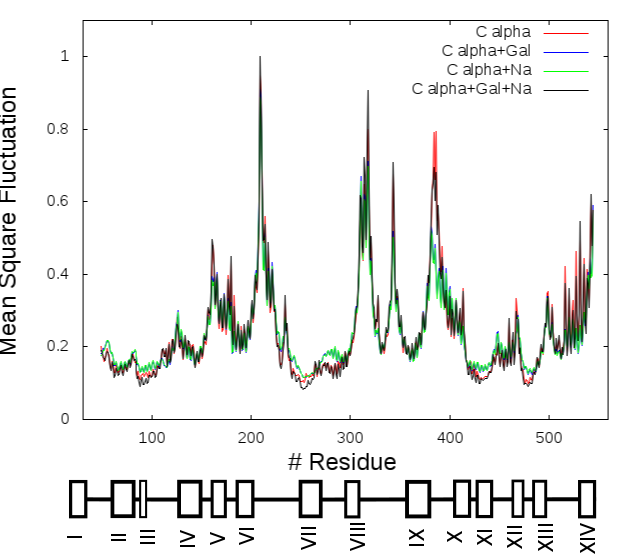 C alpha
C alpha+Gal
C alpha+Na
C alpha+Gal+Na
Mean Square Fluctuation
1
0.8
0.6
0.4
0.2
0
100 200 300 400 500
# Residue
I II III IV V VI VII VIII IX X XI XII XIII XIV